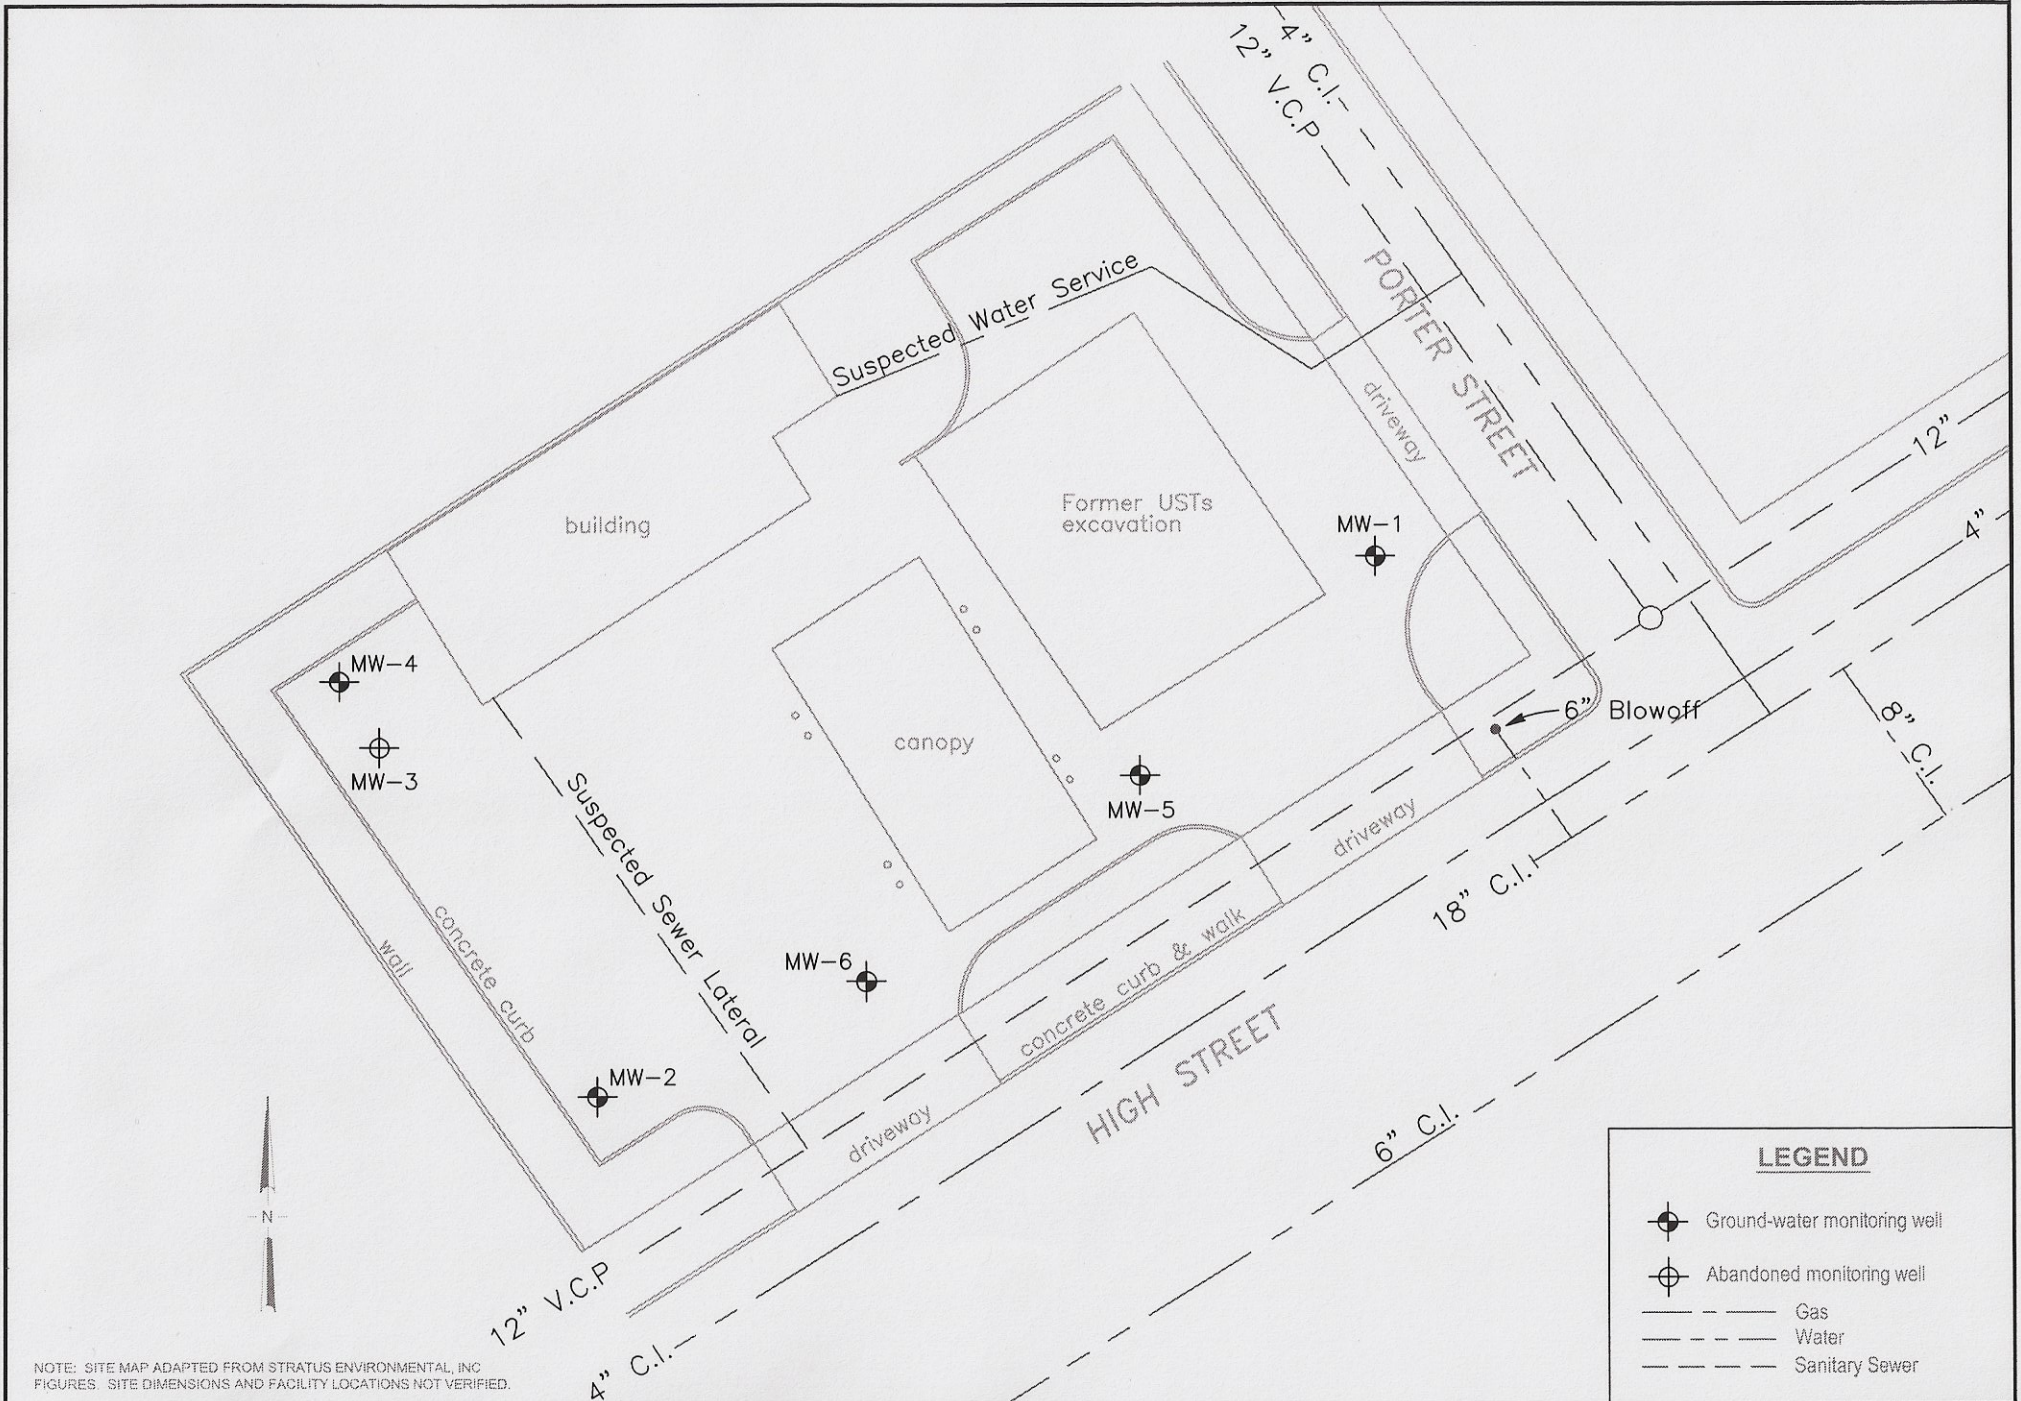 4” C.I.
12” V.C.P
PORTER STREET
Suspected Water Service
driveway
12”
4”
building
Former USTs
excavation
MW-1
MW-4
MW-3
6” Blowoff
8” C.I.
canopy
MW-5
driveway
Suspected Sewer Lateral
18” C.I.
concrete curb
wall
MW-6
concrete curb & walk
HIGH STREET
MW-2
driveway
6” C.I.
N
12” V.C.P
4” C.I.
LEGEND
Ground-water monitoring well
Abandoned monitoring well
Gas
Water
Sanitary Sewer
NOTE: SITE MAP ADAPTED FROM STRATUS ENVIRONMENTAL, INC
FIGURES. SITE DIMENSIONS AND FACILITY LOCATIONS NOT VERIFIED.